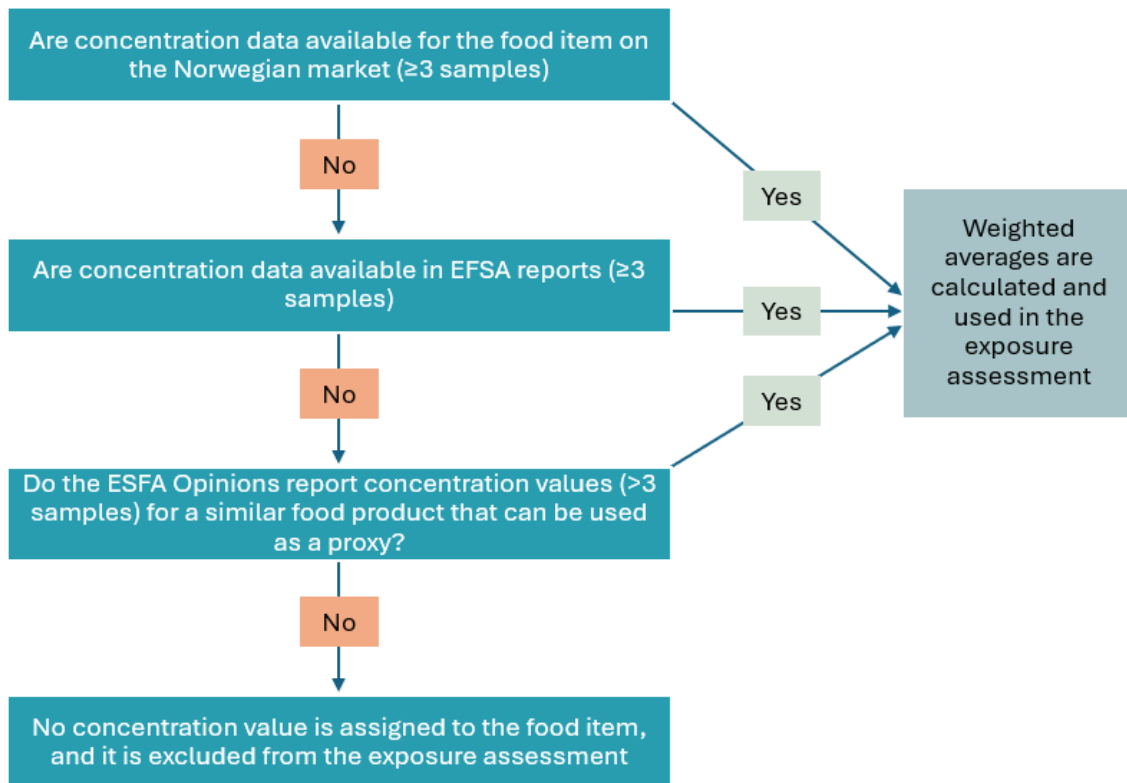 Are concentration data available for the food item on
the Norwegian market (≥3 samples)
No
Yes
Are concentration data available in EFSA reports (≥3
samples)
Yes
Weighted
averages are
calculated and
used in the
exposure
assessment
No
Yes
Do the ESFA Opinions report concentration values (>3
samples) for a similar food product that can be used
as a proxy?
No
No concentration value is assigned to the food item,
and it is excluded from the exposure assessment